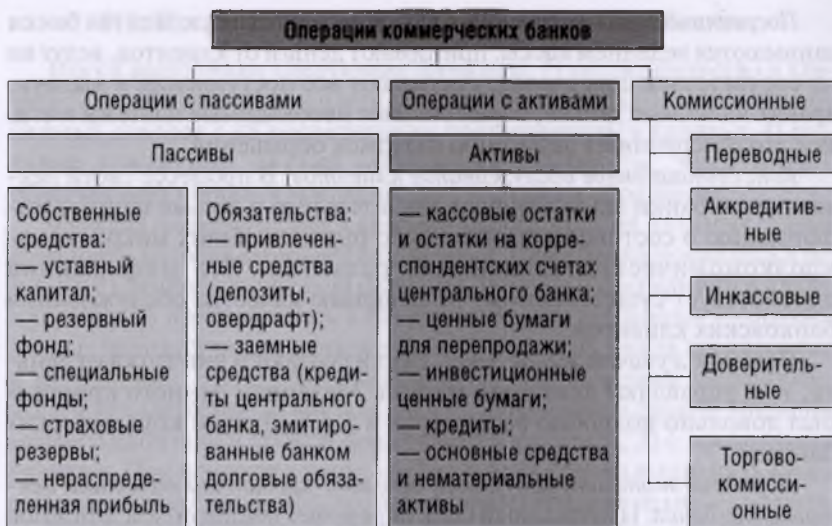 Операции коммерческих банков
Операции с пассивами
Операции с активами
Комиссионные
Пассивы
Активы
Собственные
средства:
— уставный
капитал;
— резервный
фонд;
— специальные
фонды;
— страховые
резервы;
— нераспреде-
ленная прибыль
Обязательства:
— привлечен-
ные средства
(депозиты,
овердрафт);
— заемные
средства (креди-
ты центрального
банка, эмитиро-
ванные банком
долговые обяза-
тельства)
— кассовые остатки
и остатки на корре-
спондентских счетах
центрального банка;
— ценные бумаги
для перепродажи;
— инвестиционные
ценные бумаги;
— кредиты;
— основные средства
и нематериальные
активы
Переводные
Аккредитив-
ные
Инкассовые
Доверитель-
ные
Торгово-
комисси-
онные